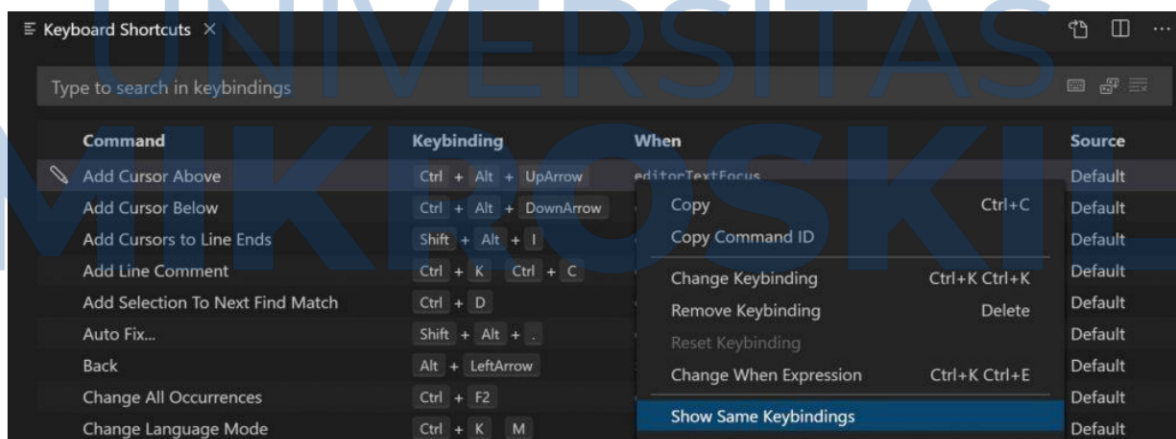 Keyboard Shortcuts
UNIVERSITAS
MIKROSKIL
Type to search in keybindings
Command Keybinding When Source
Add Cursor Above Ctrl + Alt + UpArrow editorTextFocus Default
Add Cursor Below Ctrl + Alt + DownArrow Copy Ctrl+C Default
Add Cursors to Line Ends Shift + Alt + I Copy Command ID Default
Add Line Comment Ctrl + K Ctrl + C Change Keybinding Ctrl+K Ctrl+K Default
Add Selection To Next Find Match Ctrl + D Remove Keybinding Delete Default
Auto Fix... Shift + Alt + . Reset Keybinding Default
Back Alt + LeftArrow Change When Expression Ctrl+K Ctrl+E Default
Change All Occurrences Ctrl + F2 Default
Change Language Mode Ctrl + K M Show Same Keybindings Default